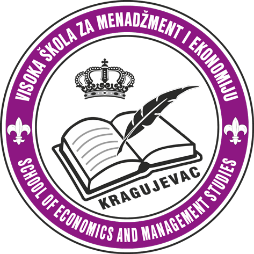 VISOKA ŠKOLA ZA MENADŽMENT I EKONOMIJU
KRAGUJEVAC
SCHOOL OF ECONOMICS AND MANAGEMENT STUDIES